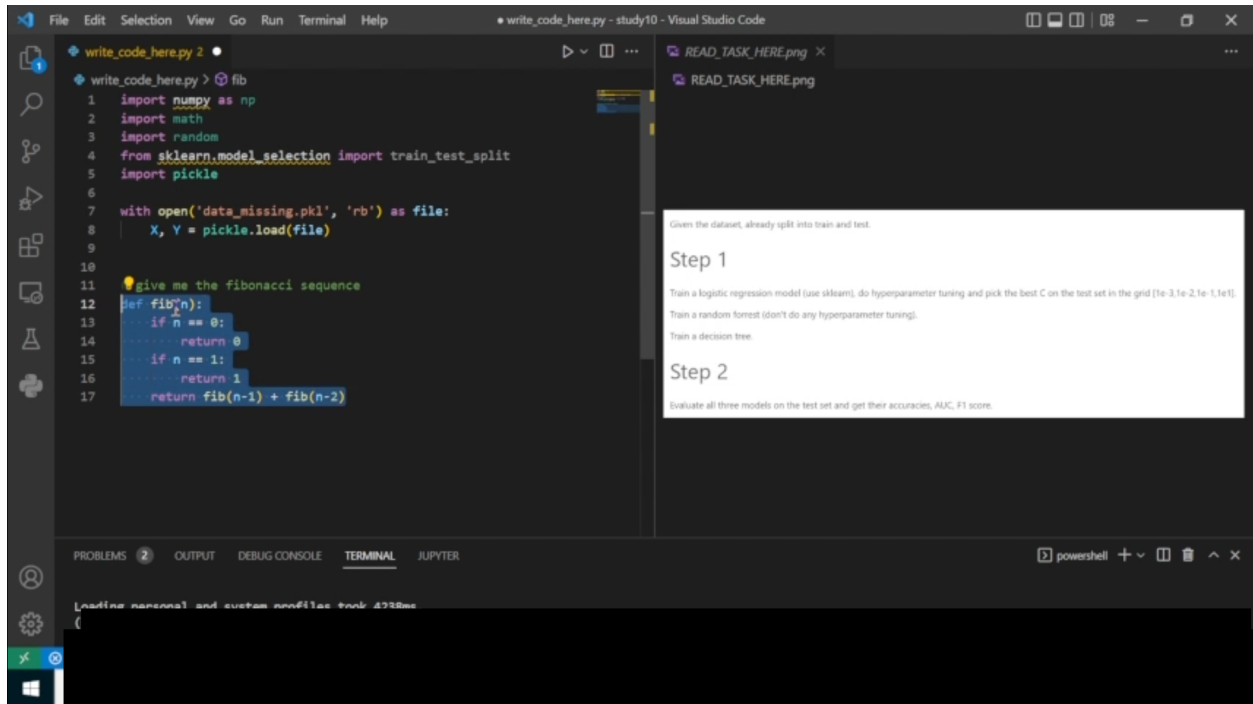 File Edit Selection View Go Run Terminal Help
● write_code_here.py - study10 - Visual Studio Code
write_code_here.py 2 ●
READ_TASK_HERE.png ×
write_code_here.py > fib
READ_TASK_HERE.png
1 import numpy as np
2 import math
3 import random
4 from sklearn.model_selection import train_test_split
5 import pickle
6
7 with open('data_missing.pkl', 'rb') as file:
8 X, Y = pickle.load(file)
9
10
11 give me the fibonacci sequence
12 def fib(n):
13 if n == 0:
14 return 0
15 if n == 1:
16 return 1
17 return fib(n-1) + fib(n-2)
Given the dataset, already split into train and test.
Step 1
Train a logistic regression model (use sklearn), do hyperparameter tuning and pick the best C on the test set in the grid [1e-3,1e-2,1e-1,1e1].
Train a random forrest (don't do any hyperparameter tuning).
Train a decision tree.
Step 2
Evaluate all three models on the test set and get their accuracies, AUC, F1 score.
PROBLEMS 2 OUTPUT DEBUG CONSOLE TERMINAL JUPYTER
powershell
Loading personal and system profiles took 4238ms.
(
1